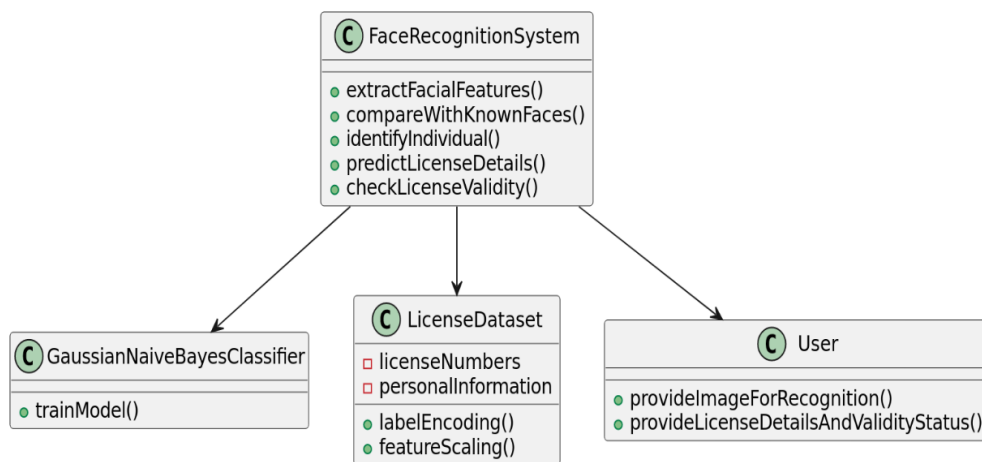 C FaceRecognitionSystem
extractFacialFeatures()
compareWithKnownFaces()
identifyIndividual()
predictLicenseDetails()
checkLicenseValidity()
C GaussianNaiveBayesClassifier
trainModel()
C LicenseDataset
licenseNumbers
personalInformation
labelEncoding()
featureScaling()
C User
provideImageForRecognition()
provideLicenseDetailsAndValidityStatus()